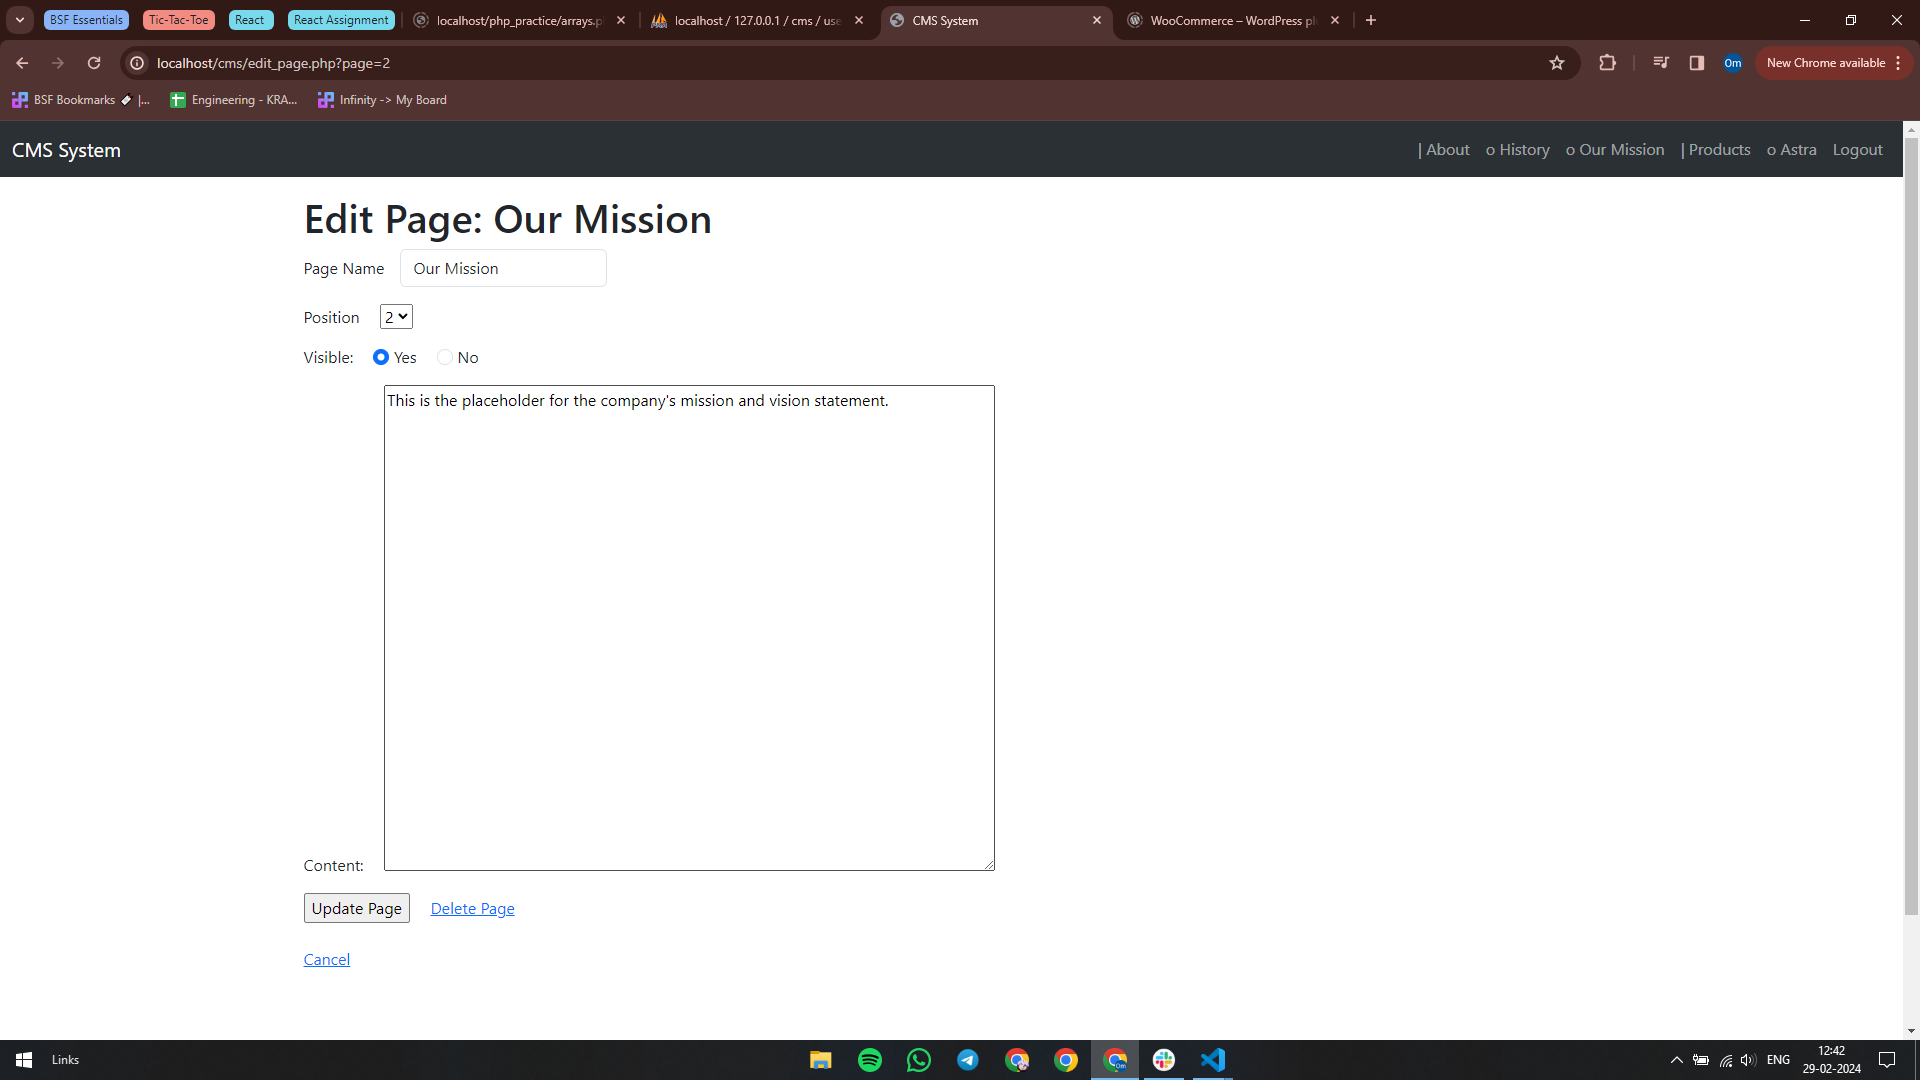 BSF Essentials Tic-Tac-Toe React React Assignment localhost/php_practice/arrays.p localhost / 127.0.0.1 / cms / use CMS System WooCommerce – WordPress pl
localhost/cms/edit_page.php?page=2 Om New Chrome available
BSF Bookmarks |... Engineering - KRA... Infinity -> My Board
CMS System | About o History o Our Mission | Products o Astra Logout
Edit Page: Our Mission
Page Name Our Mission
Position 2
Visible: Yes No
This is the placeholder for the company's mission and vision statement.
Content:
Update Page Delete Page
Cancel
Links ENG 12:42
29-02-2024